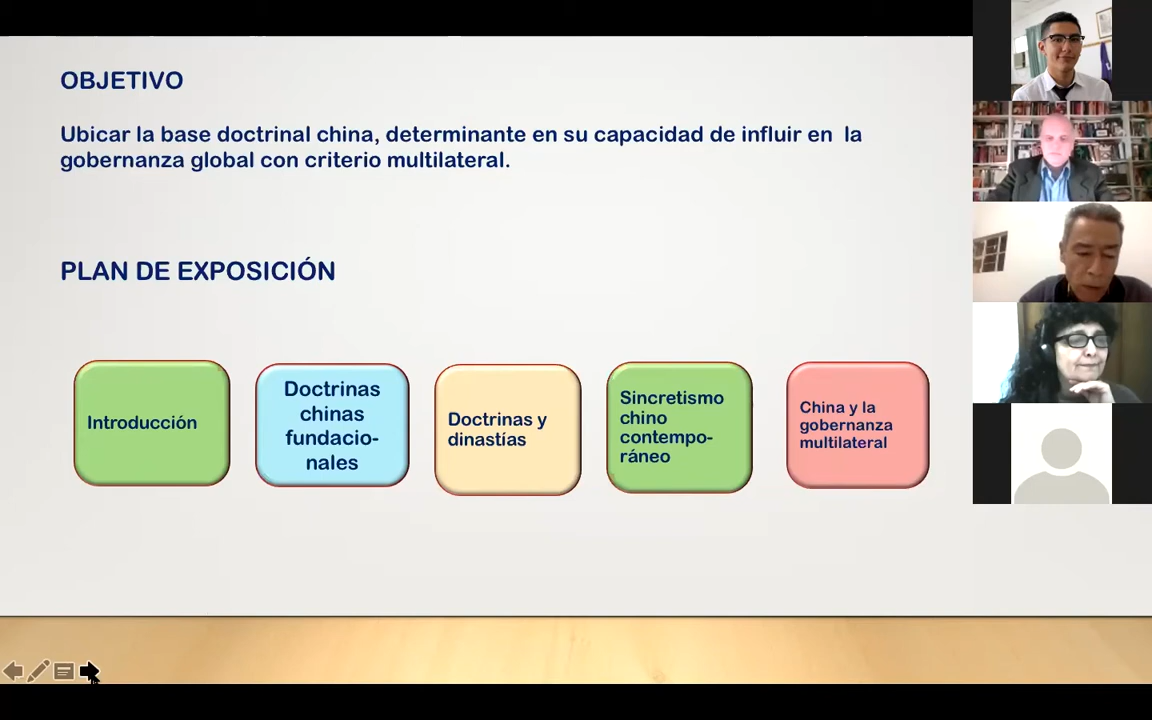 OBJETIVO
Ubicar la base doctrinal china, determinante en su capacidad de influir en la
gobernanza global con criterio multilateral.
PLAN DE EXPOSICIÓN
Introducción
Doctrinas
chinas
fundacio-
nales
Doctrinas y
dinastías
Sincretismo
chino
contempo-
ráneo
China y la
gobernanza
multilateral